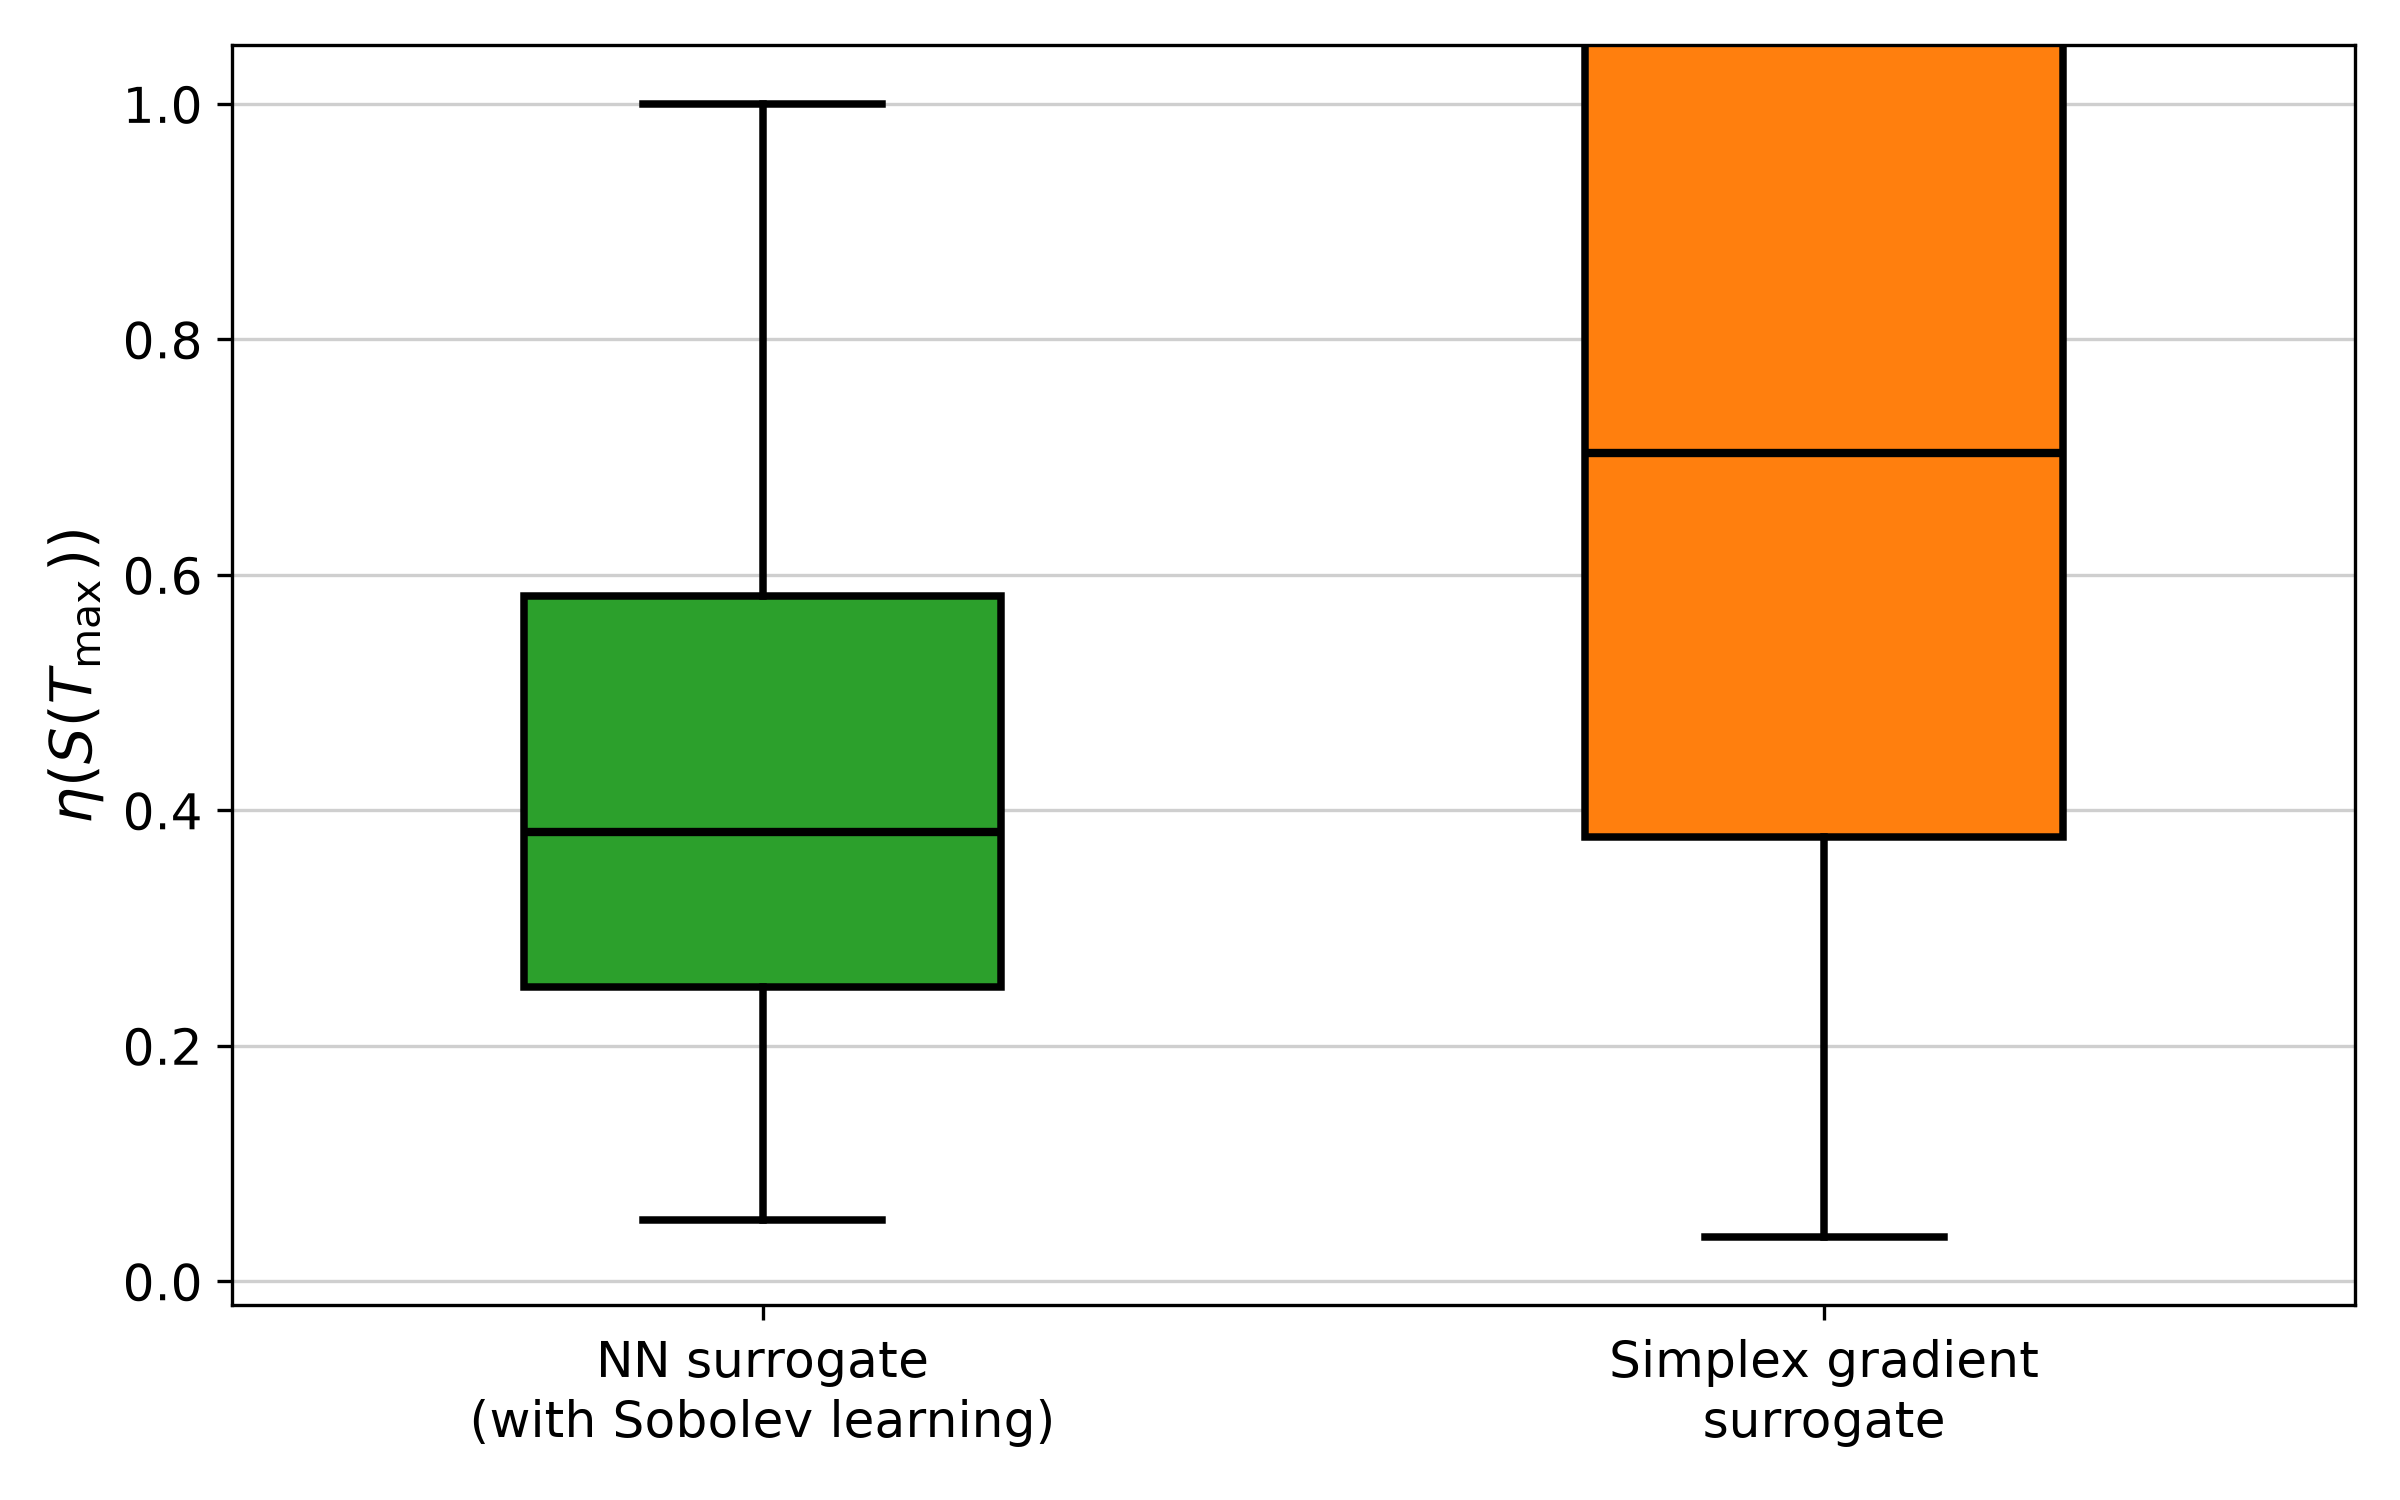 η(S(T_max)))
1.0
0.8
0.6
0.4
0.2
0.0
NN surrogate
(with Sobolev learning)
Simplex gradient
surrogate